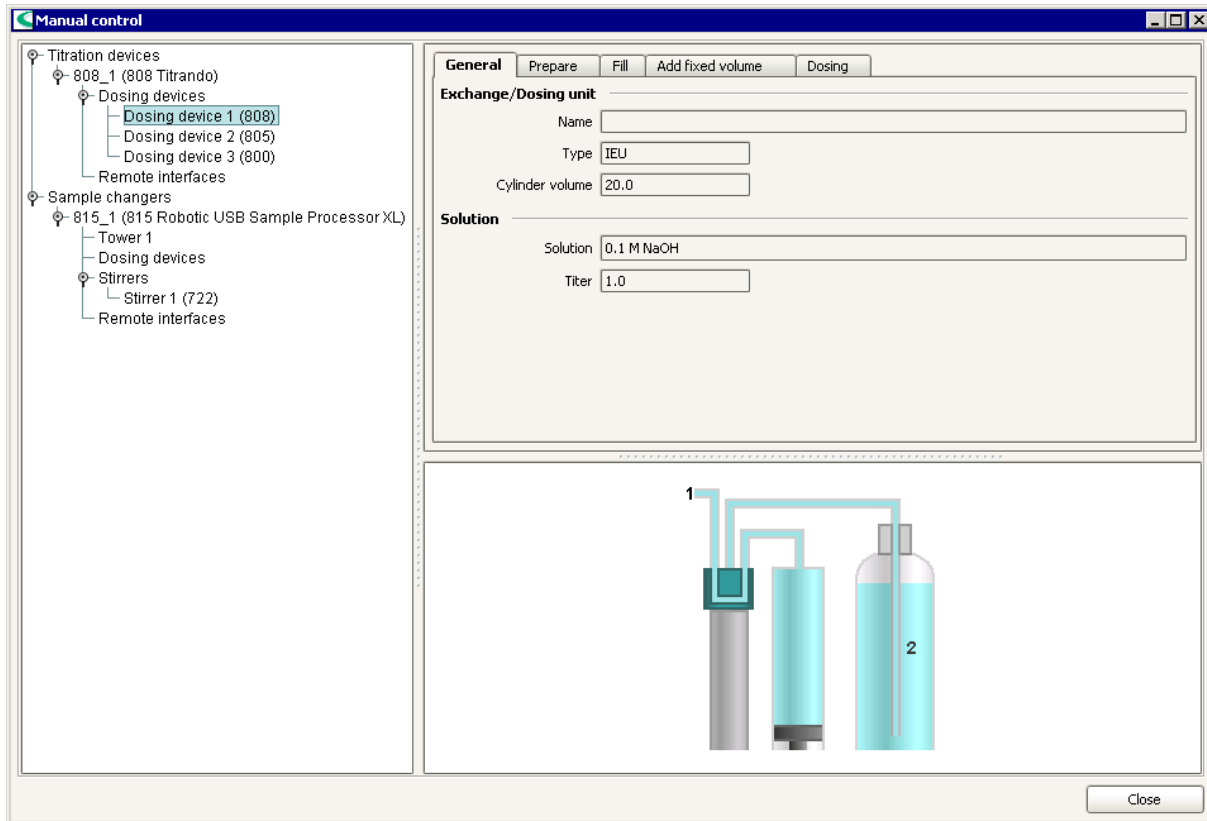 Manual control
Titration devices
808_1 (808 Titrando)
Dosing devices
Dosing device 1 (808)
Dosing device 2 (805)
Dosing device 3 (800)
Remote interfaces
Sample changers
815_1 (815 Robotic USB Sample Processor XL)
Tower 1
Dosing devices
Stirrers
Stirrer 1 (722)
Remote interfaces
General Prepare Fill Add fixed volume Dosing
Exchange/Dosing unit
Name
Type IEU
Cylinder volume 20.0
Solution
Solution 0.1 M NaOH
Titer 1.0
1
2
Close